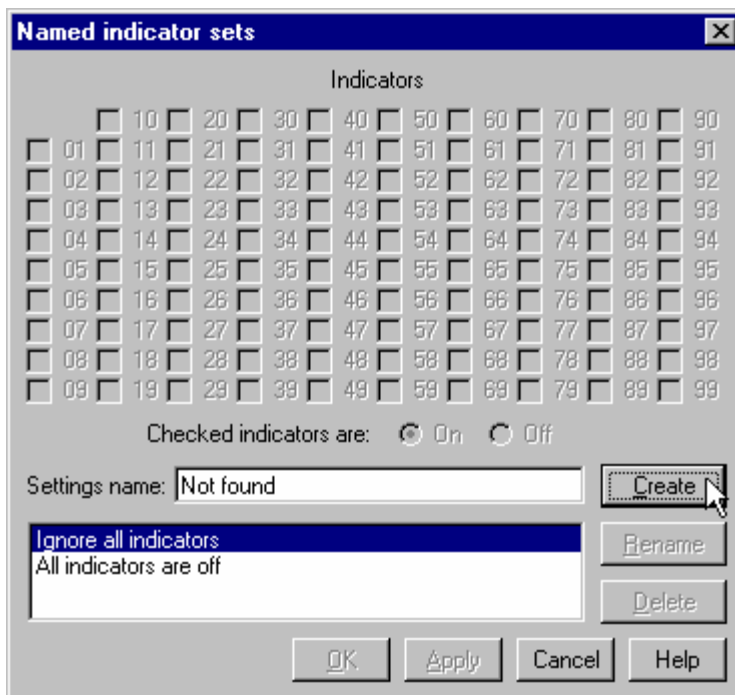 Named indicator sets
Indicators
10 20 30 40 50 60 70 80 90
01 11 21 31 41 51 61 71 81 91
02 12 22 32 42 52 62 72 82 92
03 13 23 33 43 53 63 73 83 93
04 14 24 34 44 54 64 74 84 94
05 15 25 35 45 55 65 75 85 95
06 16 26 36 46 56 66 76 86 96
07 17 27 37 47 57 67 77 87 97
08 18 28 38 48 58 68 78 88 98
09 19 29 39 49 59 69 79 89 99
Checked indicators are: On Off
Settings name: Not found Create
Ignore all indicators Rename
All indicators are off
Delete
OK Apply Cancel Help